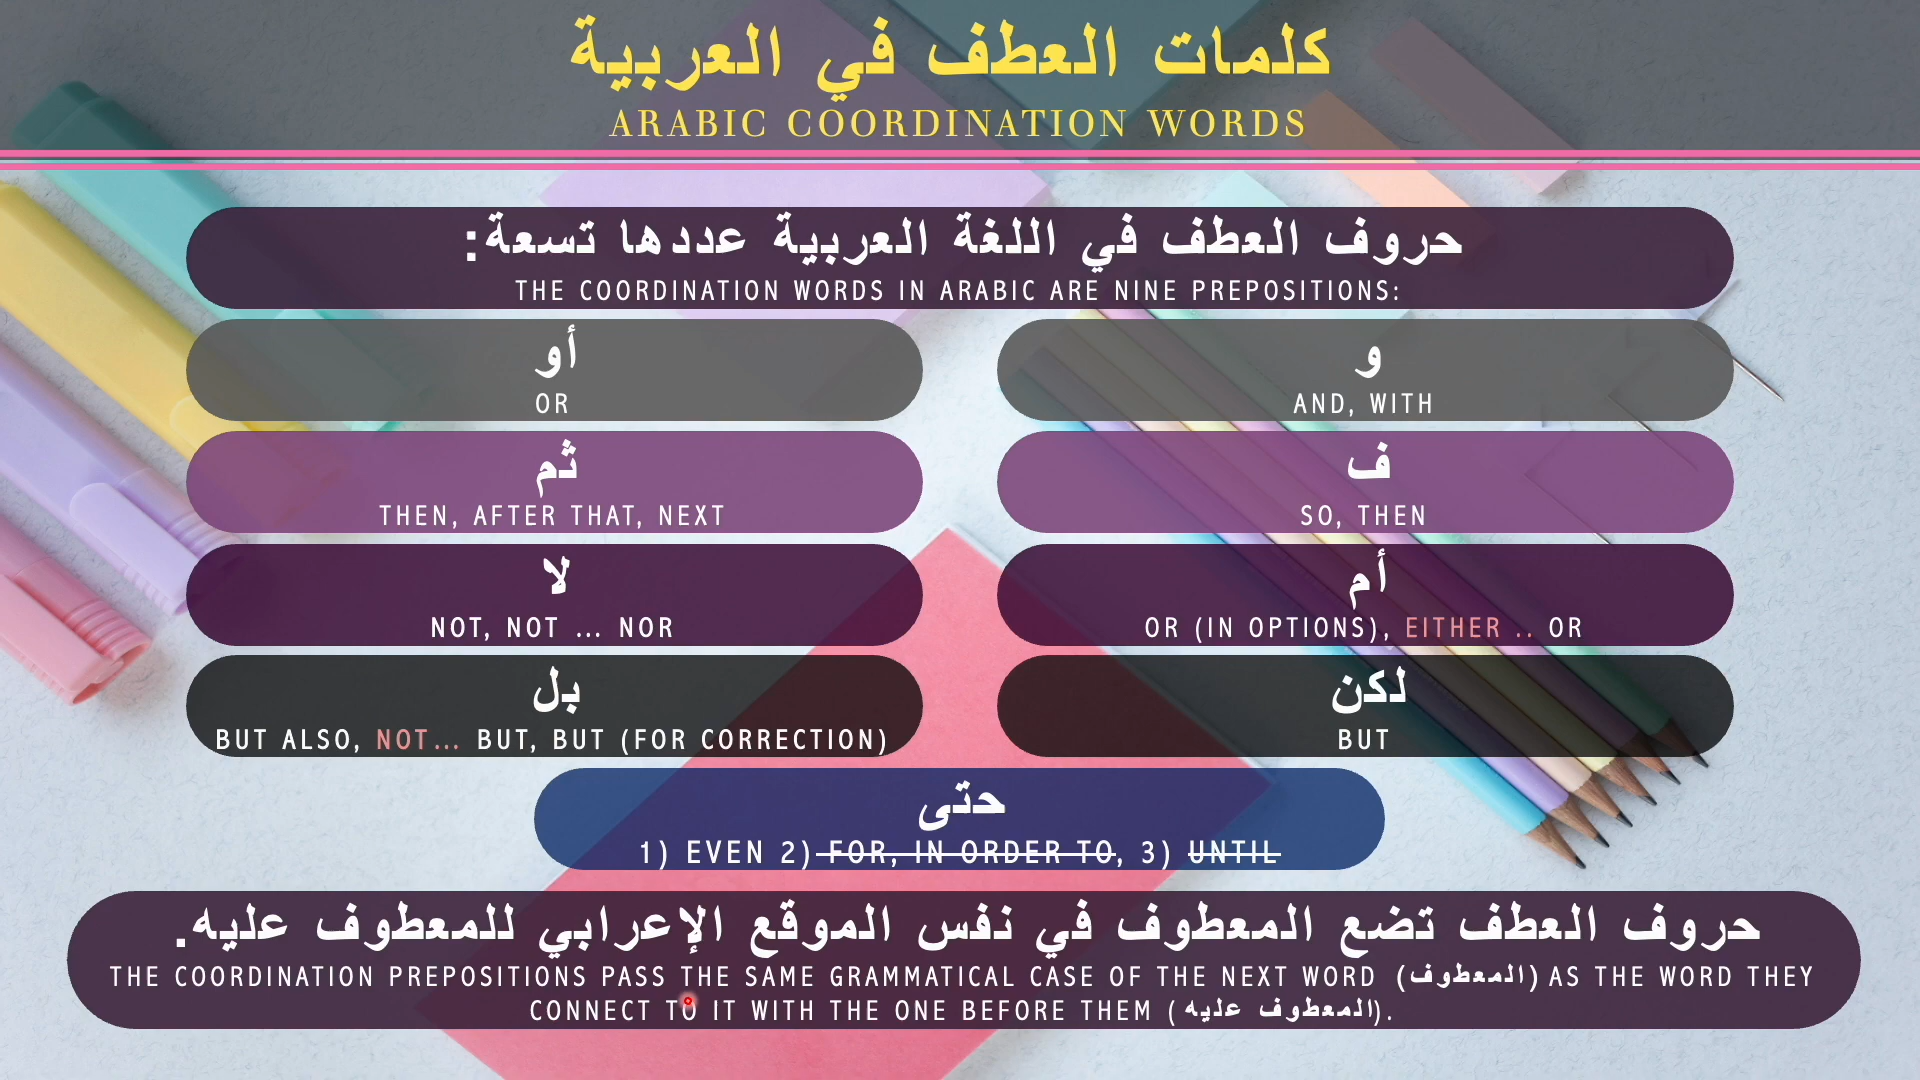 كلمات العطف في العربية
ARABIC COORDINATION WORDS
حروف العطف في اللغة العربية عددها تسعة:
THE COORDINATION WORDS IN ARABIC ARE NINE PREPOSITIONS:
و
AND, WITH
أو
OR
ف
SO, THEN
ثم
THEN, AFTER THAT, NEXT
أم
OR (IN OPTIONS), EITHER .. OR
لا
NOT, NOT ... NOR
لكن
BUT
بل
BUT ALSO, NOT... BUT, BUT (FOR CORRECTION)
حتى
1) EVEN 2) FOR, IN ORDER TO, 3) UNTIL
حروف العطف تضع المعطوف في نفس الموقع الإعرابي للمعطوف عليه.
THE COORDINATION PREPOSITIONS PASS THE SAME GRAMMATICAL CASE OF THE NEXT WORD (المعطوف) AS THE WORD THEY
CONNECT TO IT WITH THE ONE BEFORE THEM (المعطوف عليه).